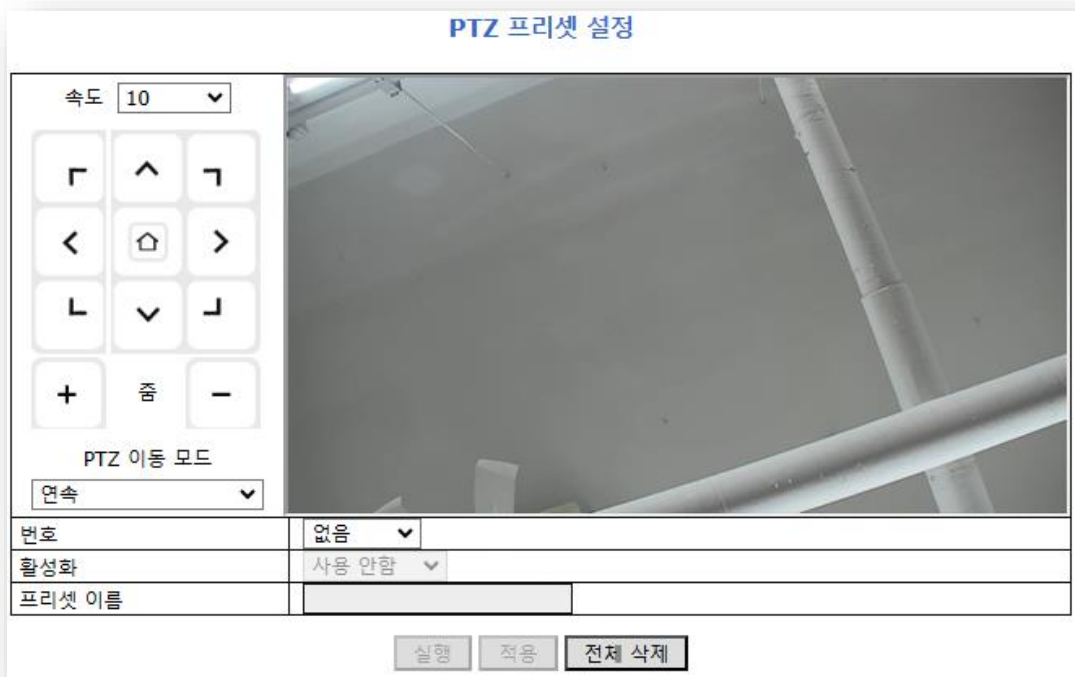 PTZ 프리셋 설정
속도 10
줌
PTZ 이동 모드
연속
번호 없음
활성화 사용 안함
프리셋 이름
실행 적용 전체 삭제